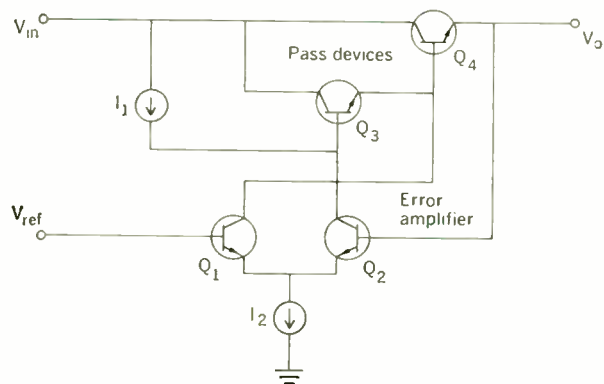 Vin
Vo
Pass devices
Q4
I1
Q3
Error
amplifier
Vref
Q1
Q2
I2